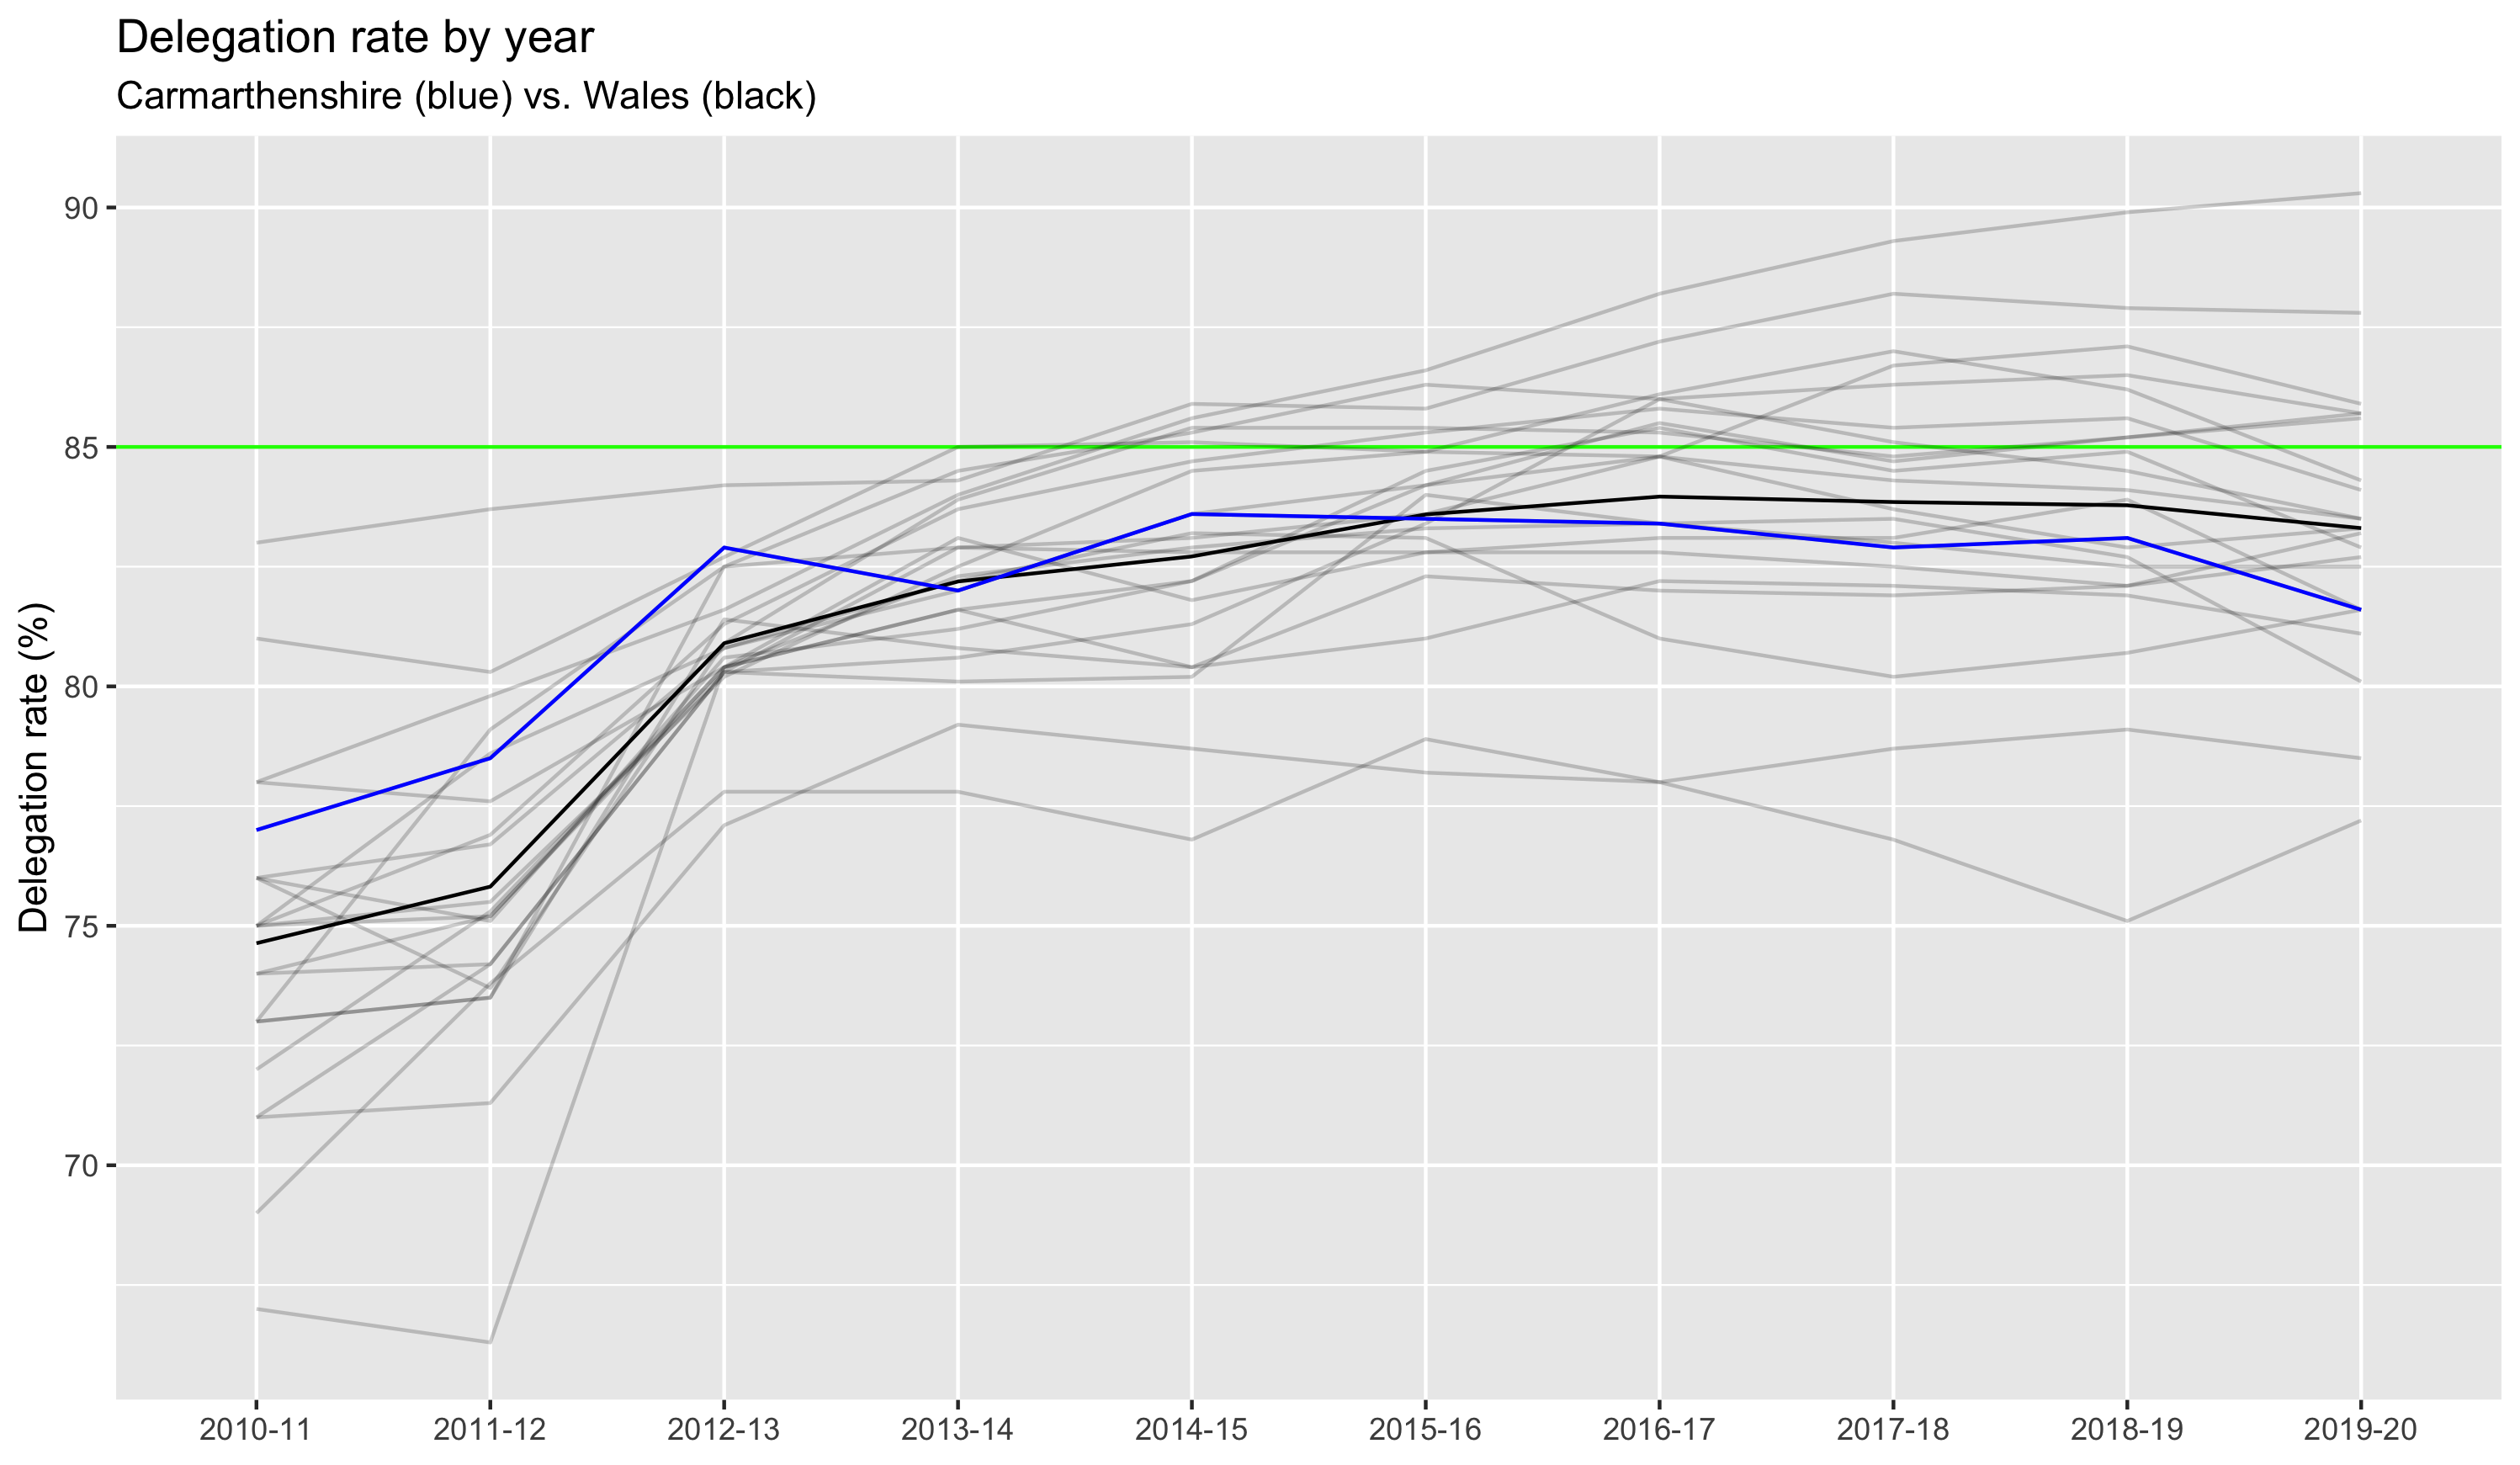 Delegation rate by year
Carmarthenshire (blue) vs. Wales (black)
Delegation rate (%)
90
85
80
75
70
2010-11 2011-12 2012-13 2013-14 2014-15 2015-16 2016-17 2017-18 2018-19 2019-20